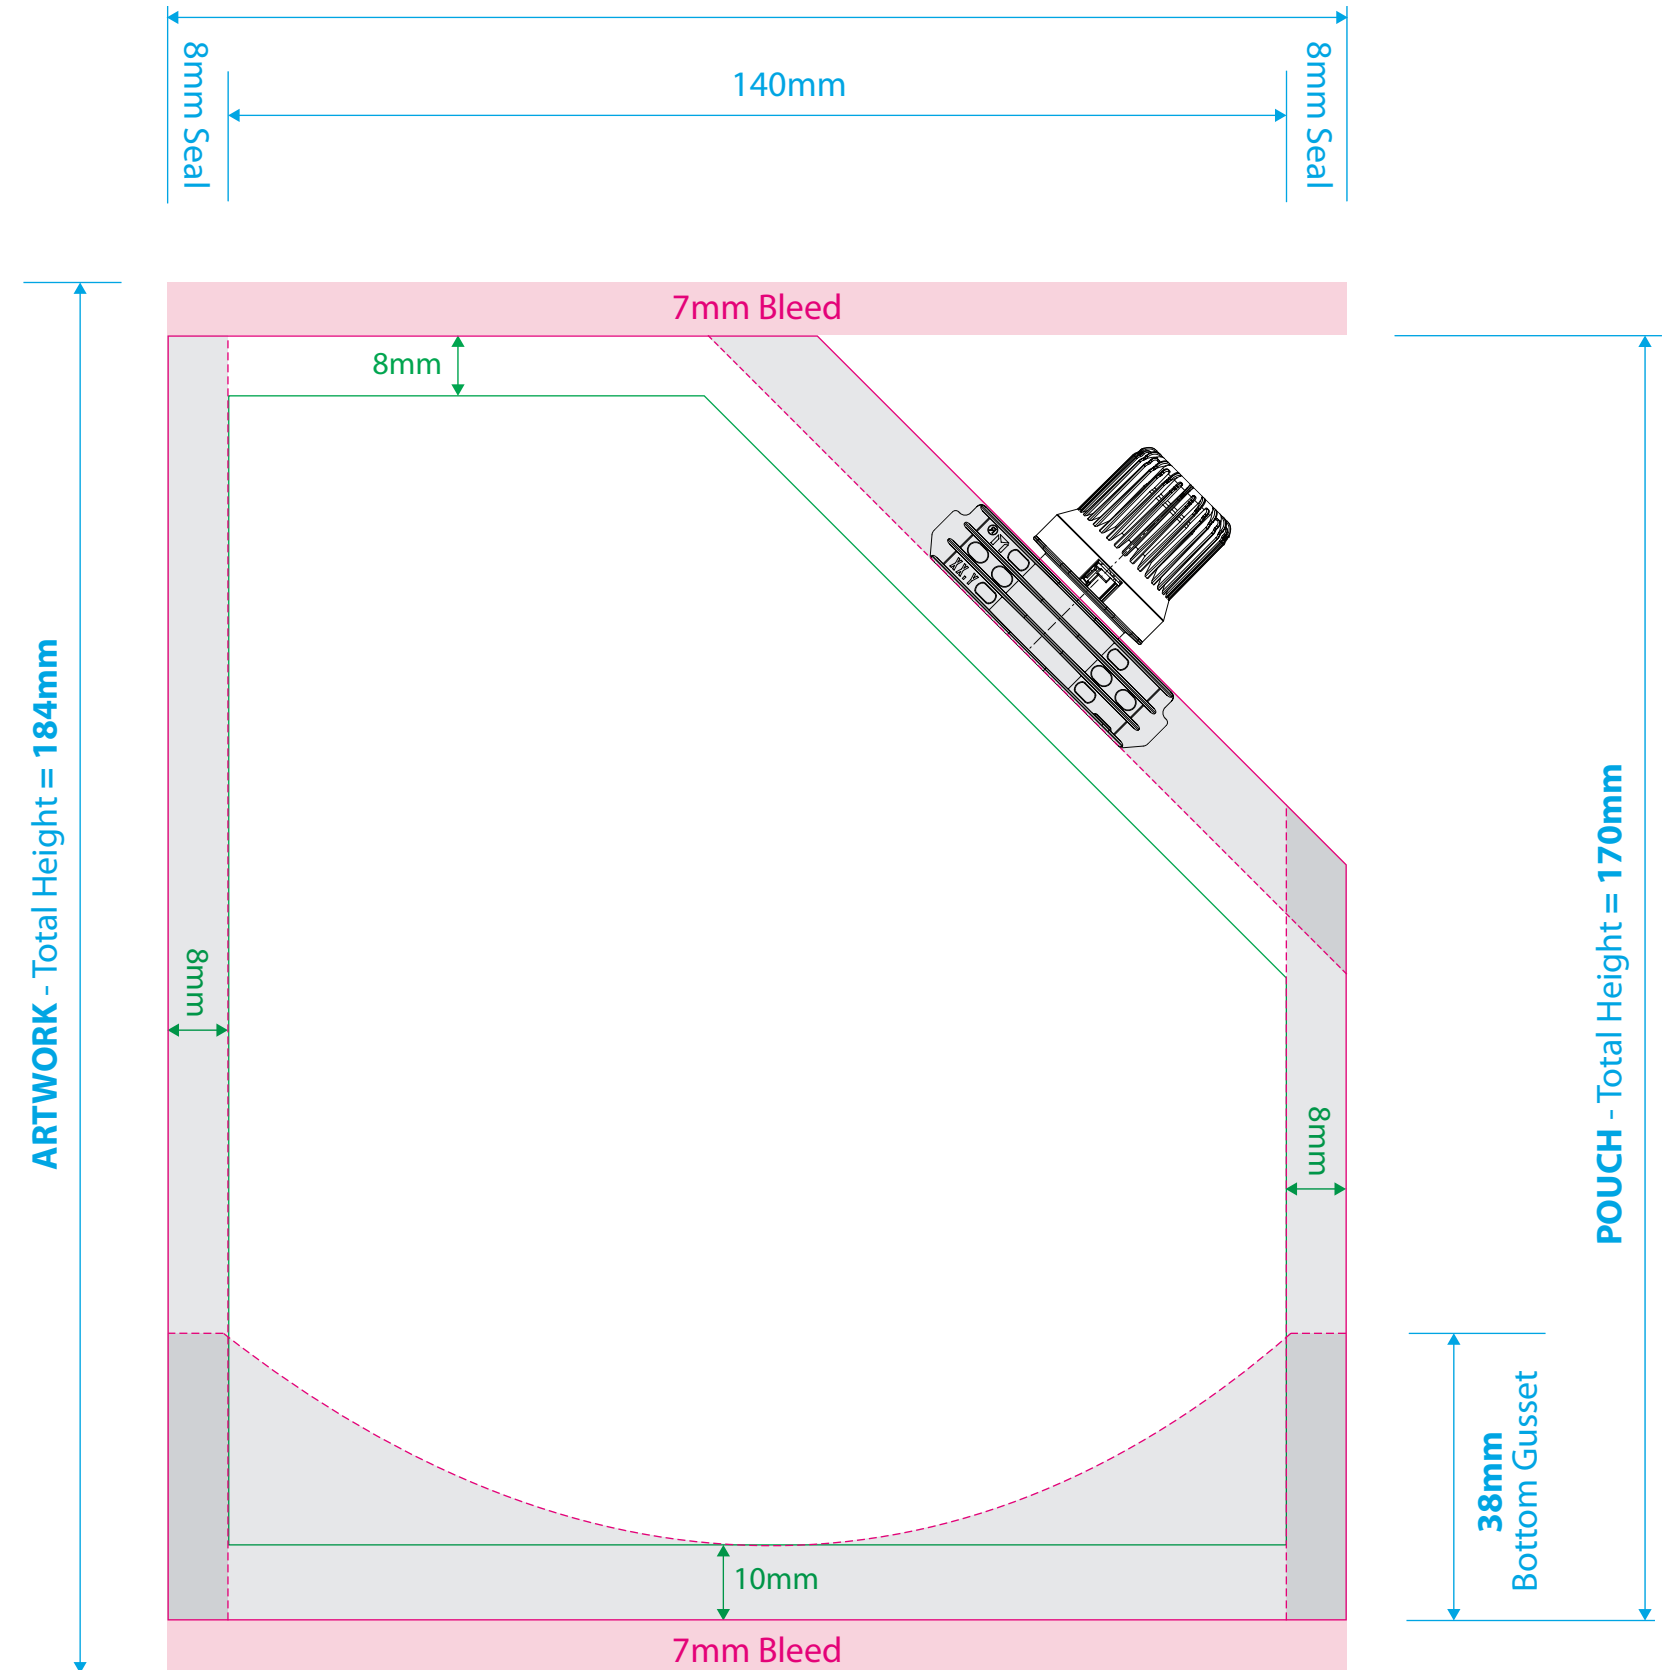 8mm Seal
140mm
8mm Seal
7mm Bleed
8mm
XX.Y
ARTWORK - Total Height = 184mm
8mm
8mm
POUCH - Total Height = 170mm
38mm
Bottom Gusset
10mm
7mm Bleed